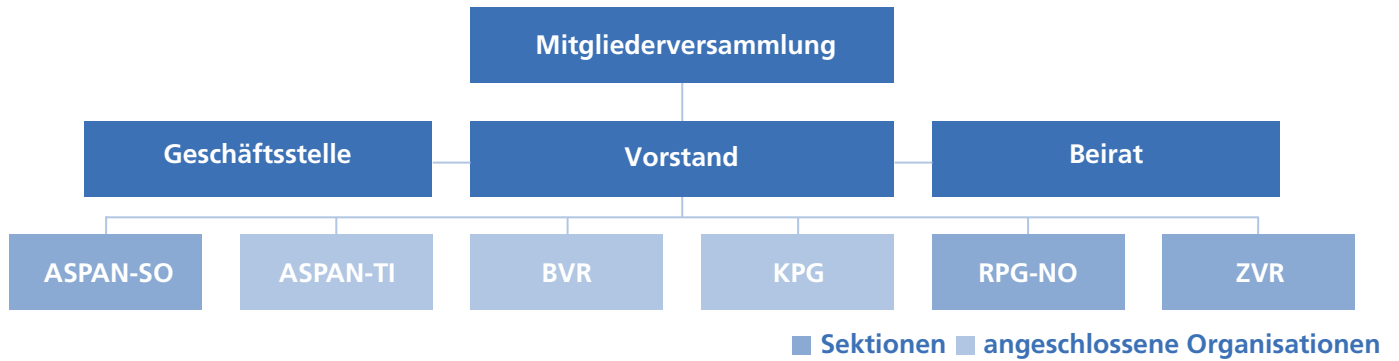 Mitgliederversammlung
Geschäftsstelle
Vorstand
Beirat
ASPAN-SO
ASPAN-TI
BVR
KPG
RPG-NO
ZVR
Sektionen
angeschlossene Organisationen